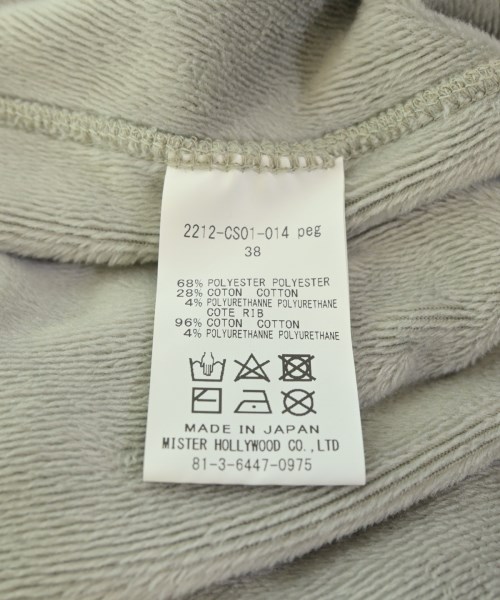 2212-CS01-014 peg
38
68% POLYESTER POLYESTER
28% COTON COTTON
4% POLYURETHANNE POLYURETHANE
COTE RIB
96% COTON COTTON
4% POLYURETHANNE POLYURETHANE
MADE IN JAPAN
MISTER HOLLYWOOD CO.,LTD
81-3-6447-0975